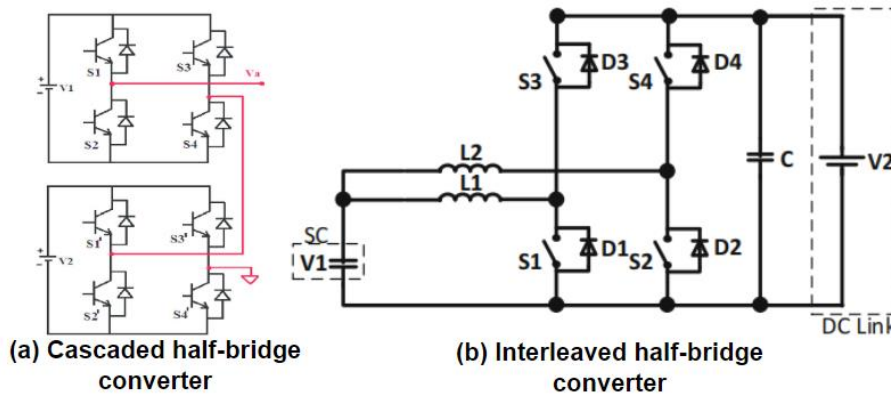 S1
S3'
Va
V1
S2
S4
S1'
S3"
V2
S2'
S4'
(a) Cascaded half-bridge
converter
D3
D4
S3
S4
L2
L1
C
V2
SC
V1
S1
D1
S2
D2
DC Link
(b) Interleaved half-bridge
converter